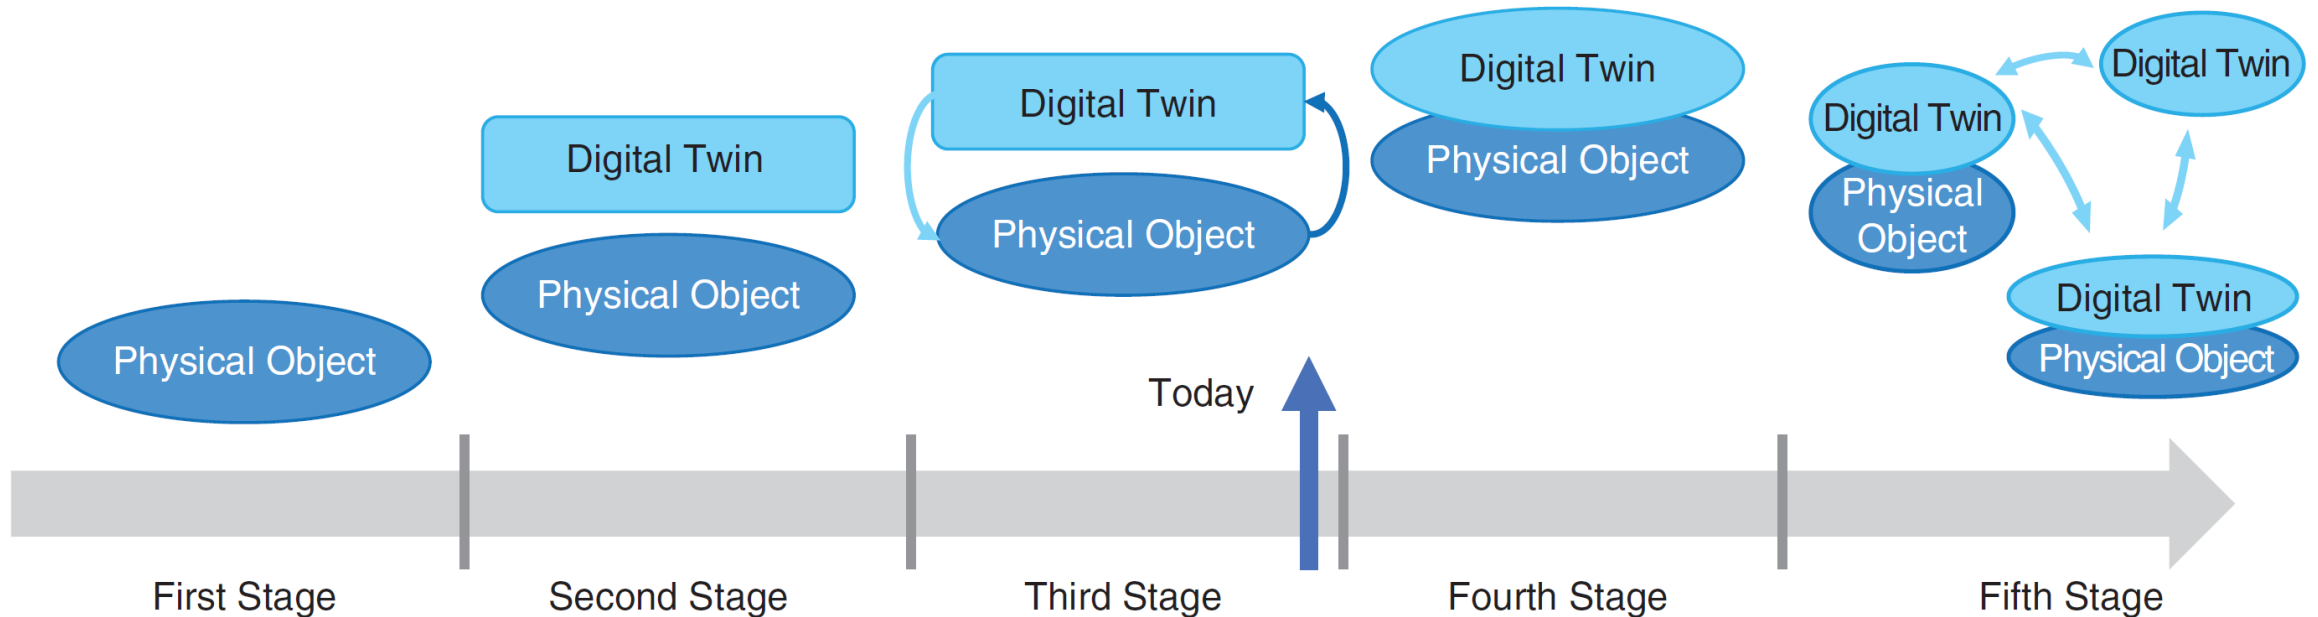 Physical Object
Digital Twin
Physical Object
Digital Twin
Physical Object
Today
Digital Twin
Physical Object
Digital Twin
Digital Twin
Physical
Object
Digital Twin
Physical Object
First Stage
Second Stage
Third Stage
Fourth Stage
Fifth Stage